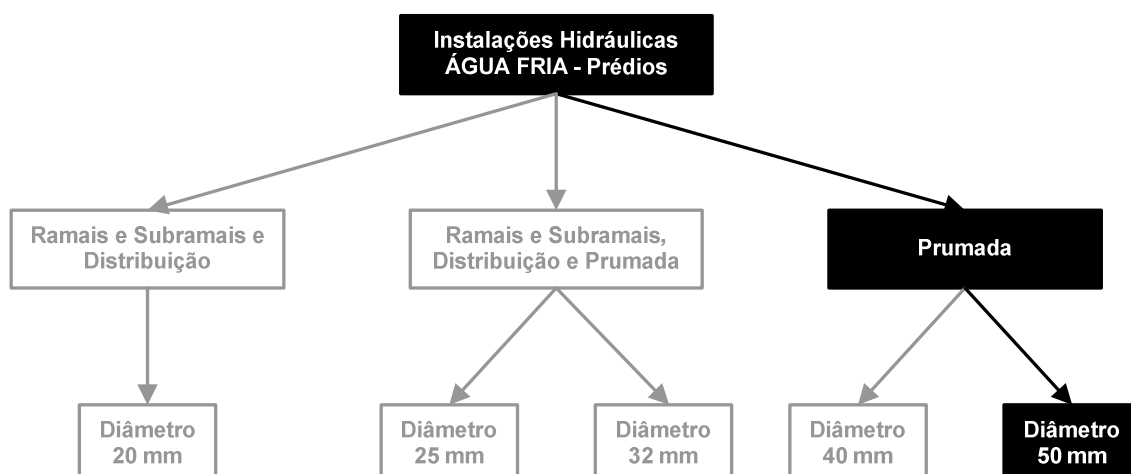 Instalações Hidráulicas
ÁGUA FRIA - Prédios
Ramais e Subramais e
Distribuição
Ramais e Subramais,
Distribuição e Prumada
Prumada
Diâmetro
20 mm
Diâmetro
25 mm
Diâmetro
32 mm
Diâmetro
40 mm
Diâmetro
50 mm